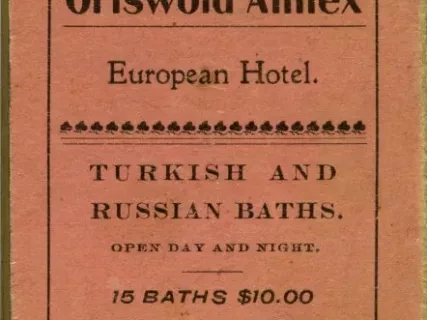 Griswold Annex
European Hotel.
TURKISH AND
RUSSIAN BATHS.
OPEN DAY AND NIGHT.
15 BATHS $10.00